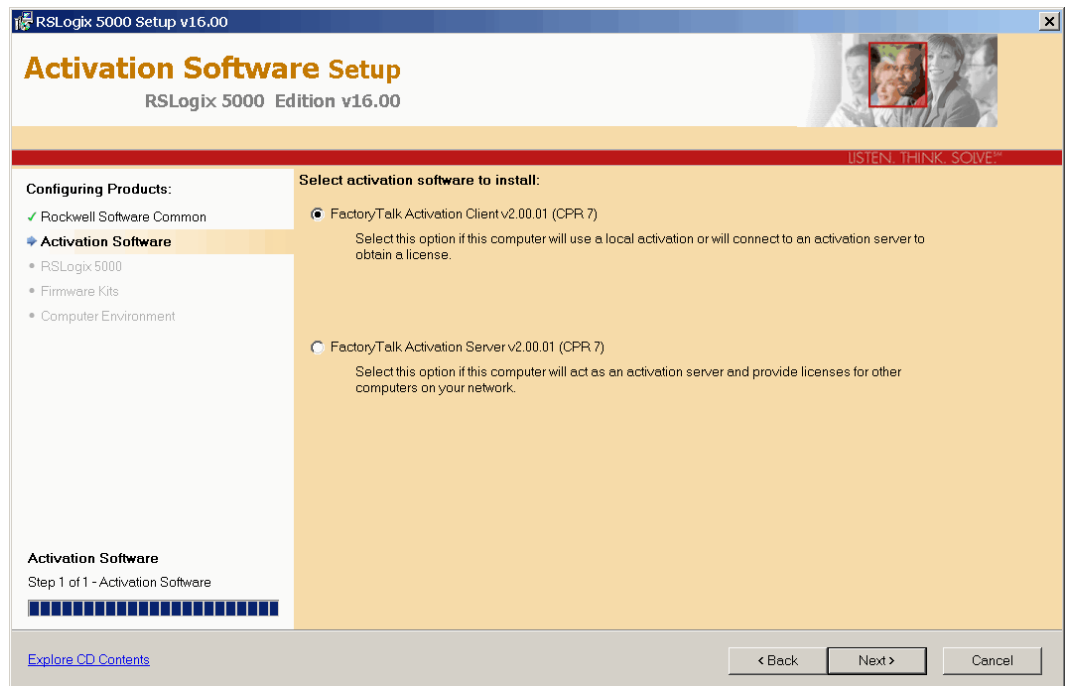 RSLogix 5000 Setup v16.00
Activation Software Setup
RSLogix 5000 Edition v16.00
LISTEN. THINK. SOLVE.℠
Configuring Products:
Rockwell Software Common
Activation Software
RSLogix 5000
Firmware Kits
Computer Environment
Select activation software to install:
FactoryTalk Activation Client v2.00.01 (CPR 7)
Select this option if this computer will use a local activation or will connect to an activation server to
obtain a license.
FactoryTalk Activation Server v2.00.01 (CPR 7)
Select this option if this computer will act as an activation server and provide licenses for other
computers on your network.
Activation Software
Step 1 of 1 - Activation Software
Explore CD Contents
< Back
Next >
Cancel